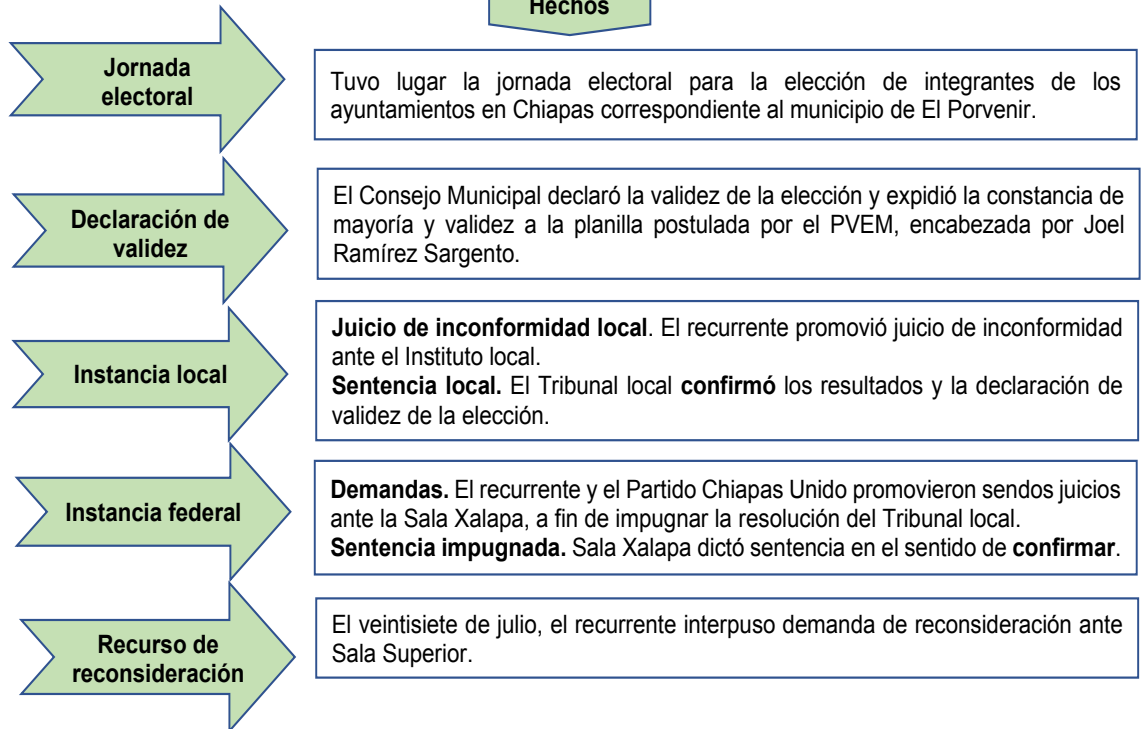 Hechos
Jornada
electoral
Tuvo lugar la jornada electoral para la elección de integrantes de los
ayuntamientos en Chiapas correspondiente al municipio de El Porvenir.
Declaración de
validez
El Consejo Municipal declaró la validez de la elección y expidió la constancia de
mayoría y validez a la planilla postulada por el PVEM, encabezada por Joel
Ramírez Sargento.
Instancia local
Juicio de inconformidad local. El recurrente promovió juicio de inconformidad
ante el Instituto local.
Sentencia local. El Tribunal local confirmó los resultados y la declaración de
validez de la elección.
Instancia federal
Demandas. El recurrente y el Partido Chiapas Unido promovieron sendos juicios
ante la Sala Xalapa, a fin de impugnar la resolución del Tribunal local.
Sentencia impugnada. Sala Xalapa dictó sentencia en el sentido de confirmar.
Recurso de
reconsideración
El veintisiete de julio, el recurrente interpuso demanda de reconsideración ante
Sala Superior.